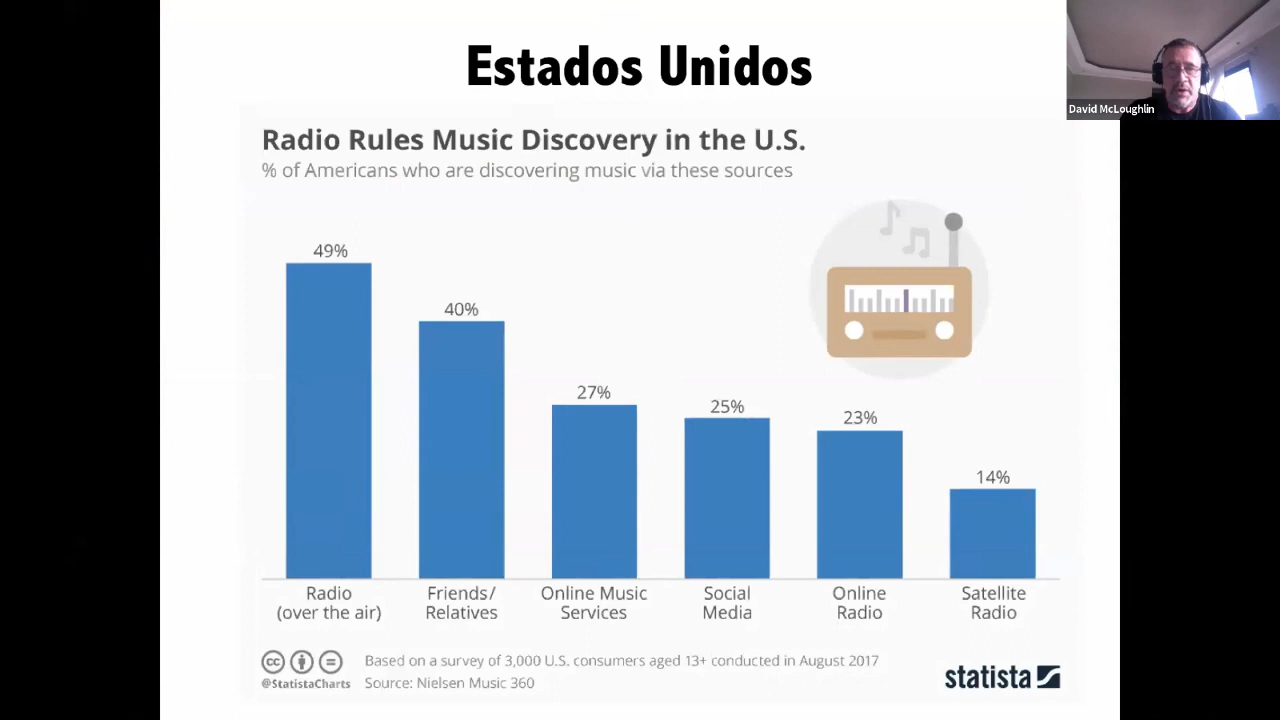 Estados Unidos
David McLoughlin
Radio Rules Music Discovery in the U.S.
% of Americans who are discovering music via these sources
49%
40%
27%
25%
23%
14%
Radio
(over the air)
Friends/
Relatives
Online Music
Services
Social
Media
Online
Radio
Satellite
Radio
cc
@StatistaCharts
Based on a survey of 3,000 U.S. consumers aged 13+ conducted in August 2017
Source: Nielsen Music 360
statista